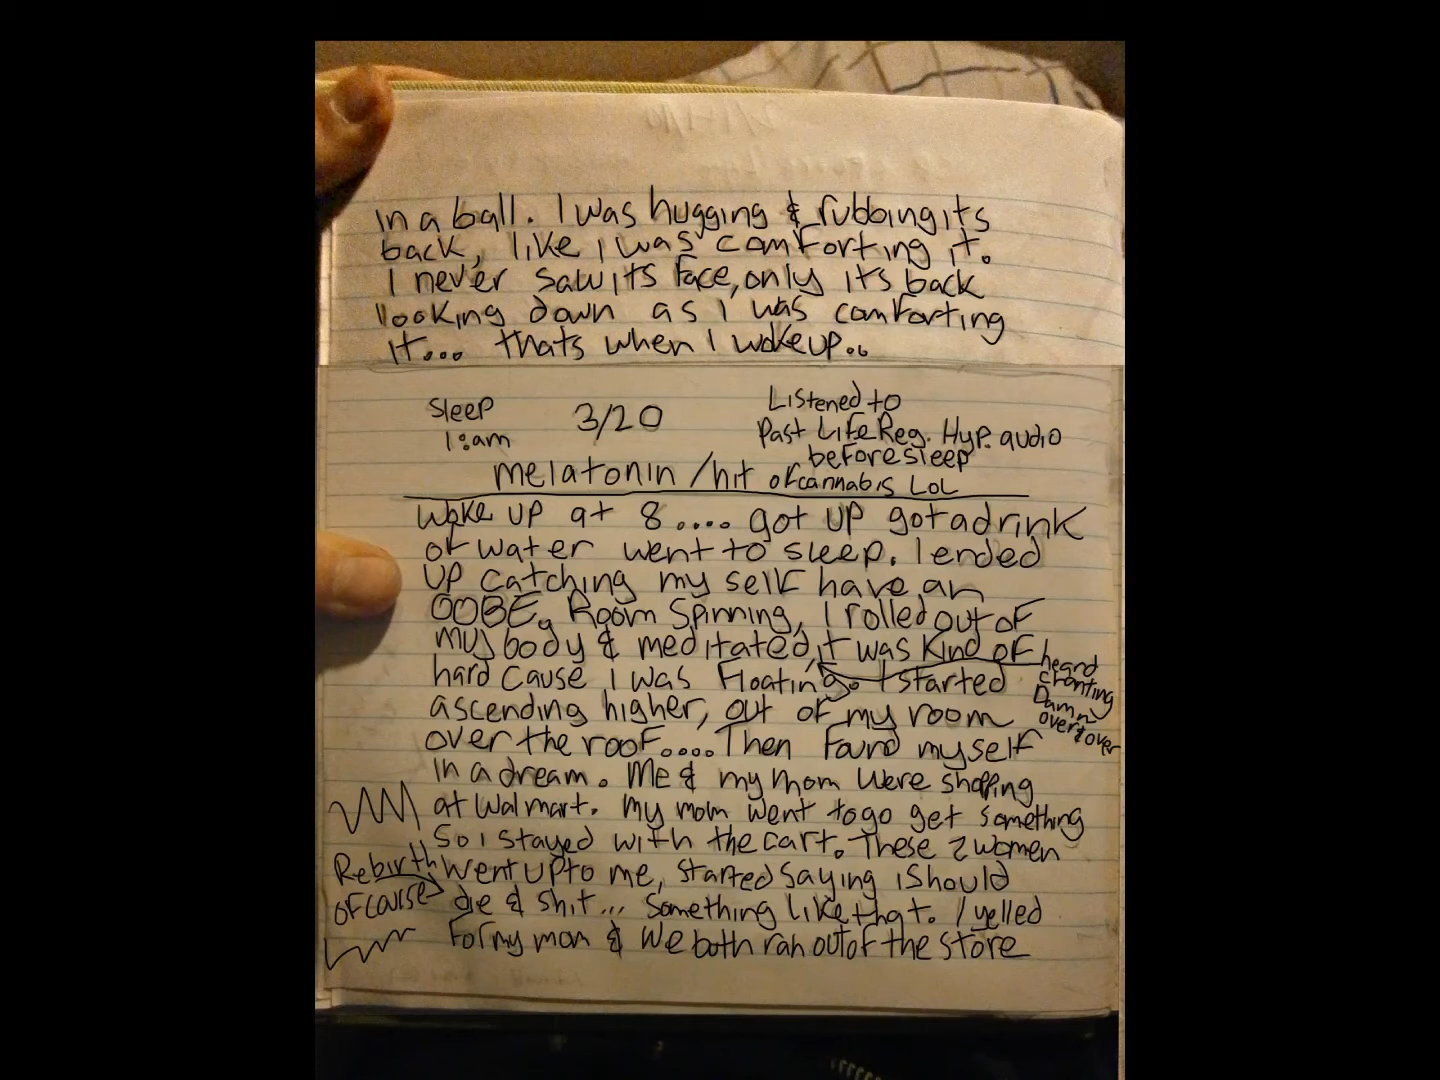 in a ball. I was hugging & rubbing its
back, like I was comforting it.
I never saw its face, only its back
looking down as I was comforting
it... thats when I woke up..
Sleep
1:am
3/20
Listened to
Past Life Reg. Hyp. audio
before sleep
melatonin / hit of cannabis LOL
Woke up at 8.... got up got a drink
of water went to sleep. I ended
up catching my self have an
OOBE. Room Spinning, I rolled out of
my body & meditated, it was kind of
hard cause I was floating. I started
heard
chanting
Damn
over & over
ascending higher, out of my room
over the roof.... Then found myself
in a dream. Me & my mom were shopping
at Walmart. My mom went to go get something
so I stayed with the cart. These 2 women
Rebirth
of course
went up to me, started saying i should
die & shit... Something like that. I yelled
for my mom & we both ran out of the store